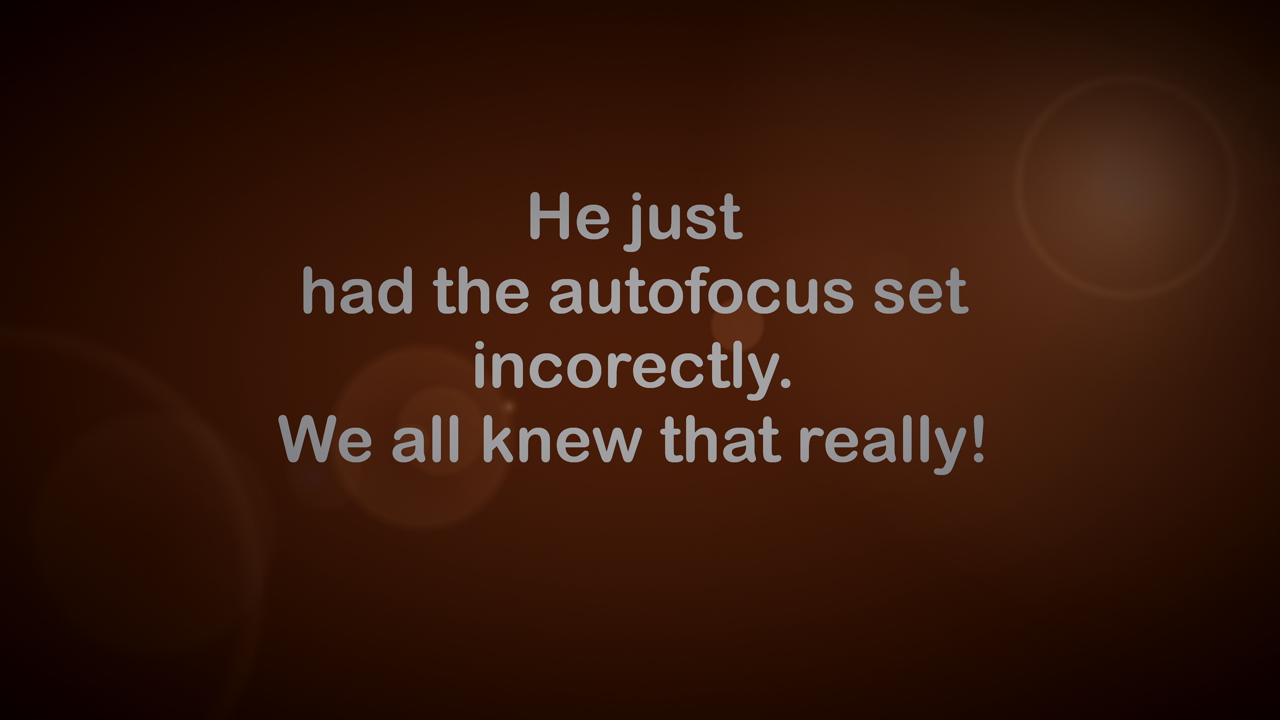 He just
had the autofocus set
incorectly.
We all knew that really!